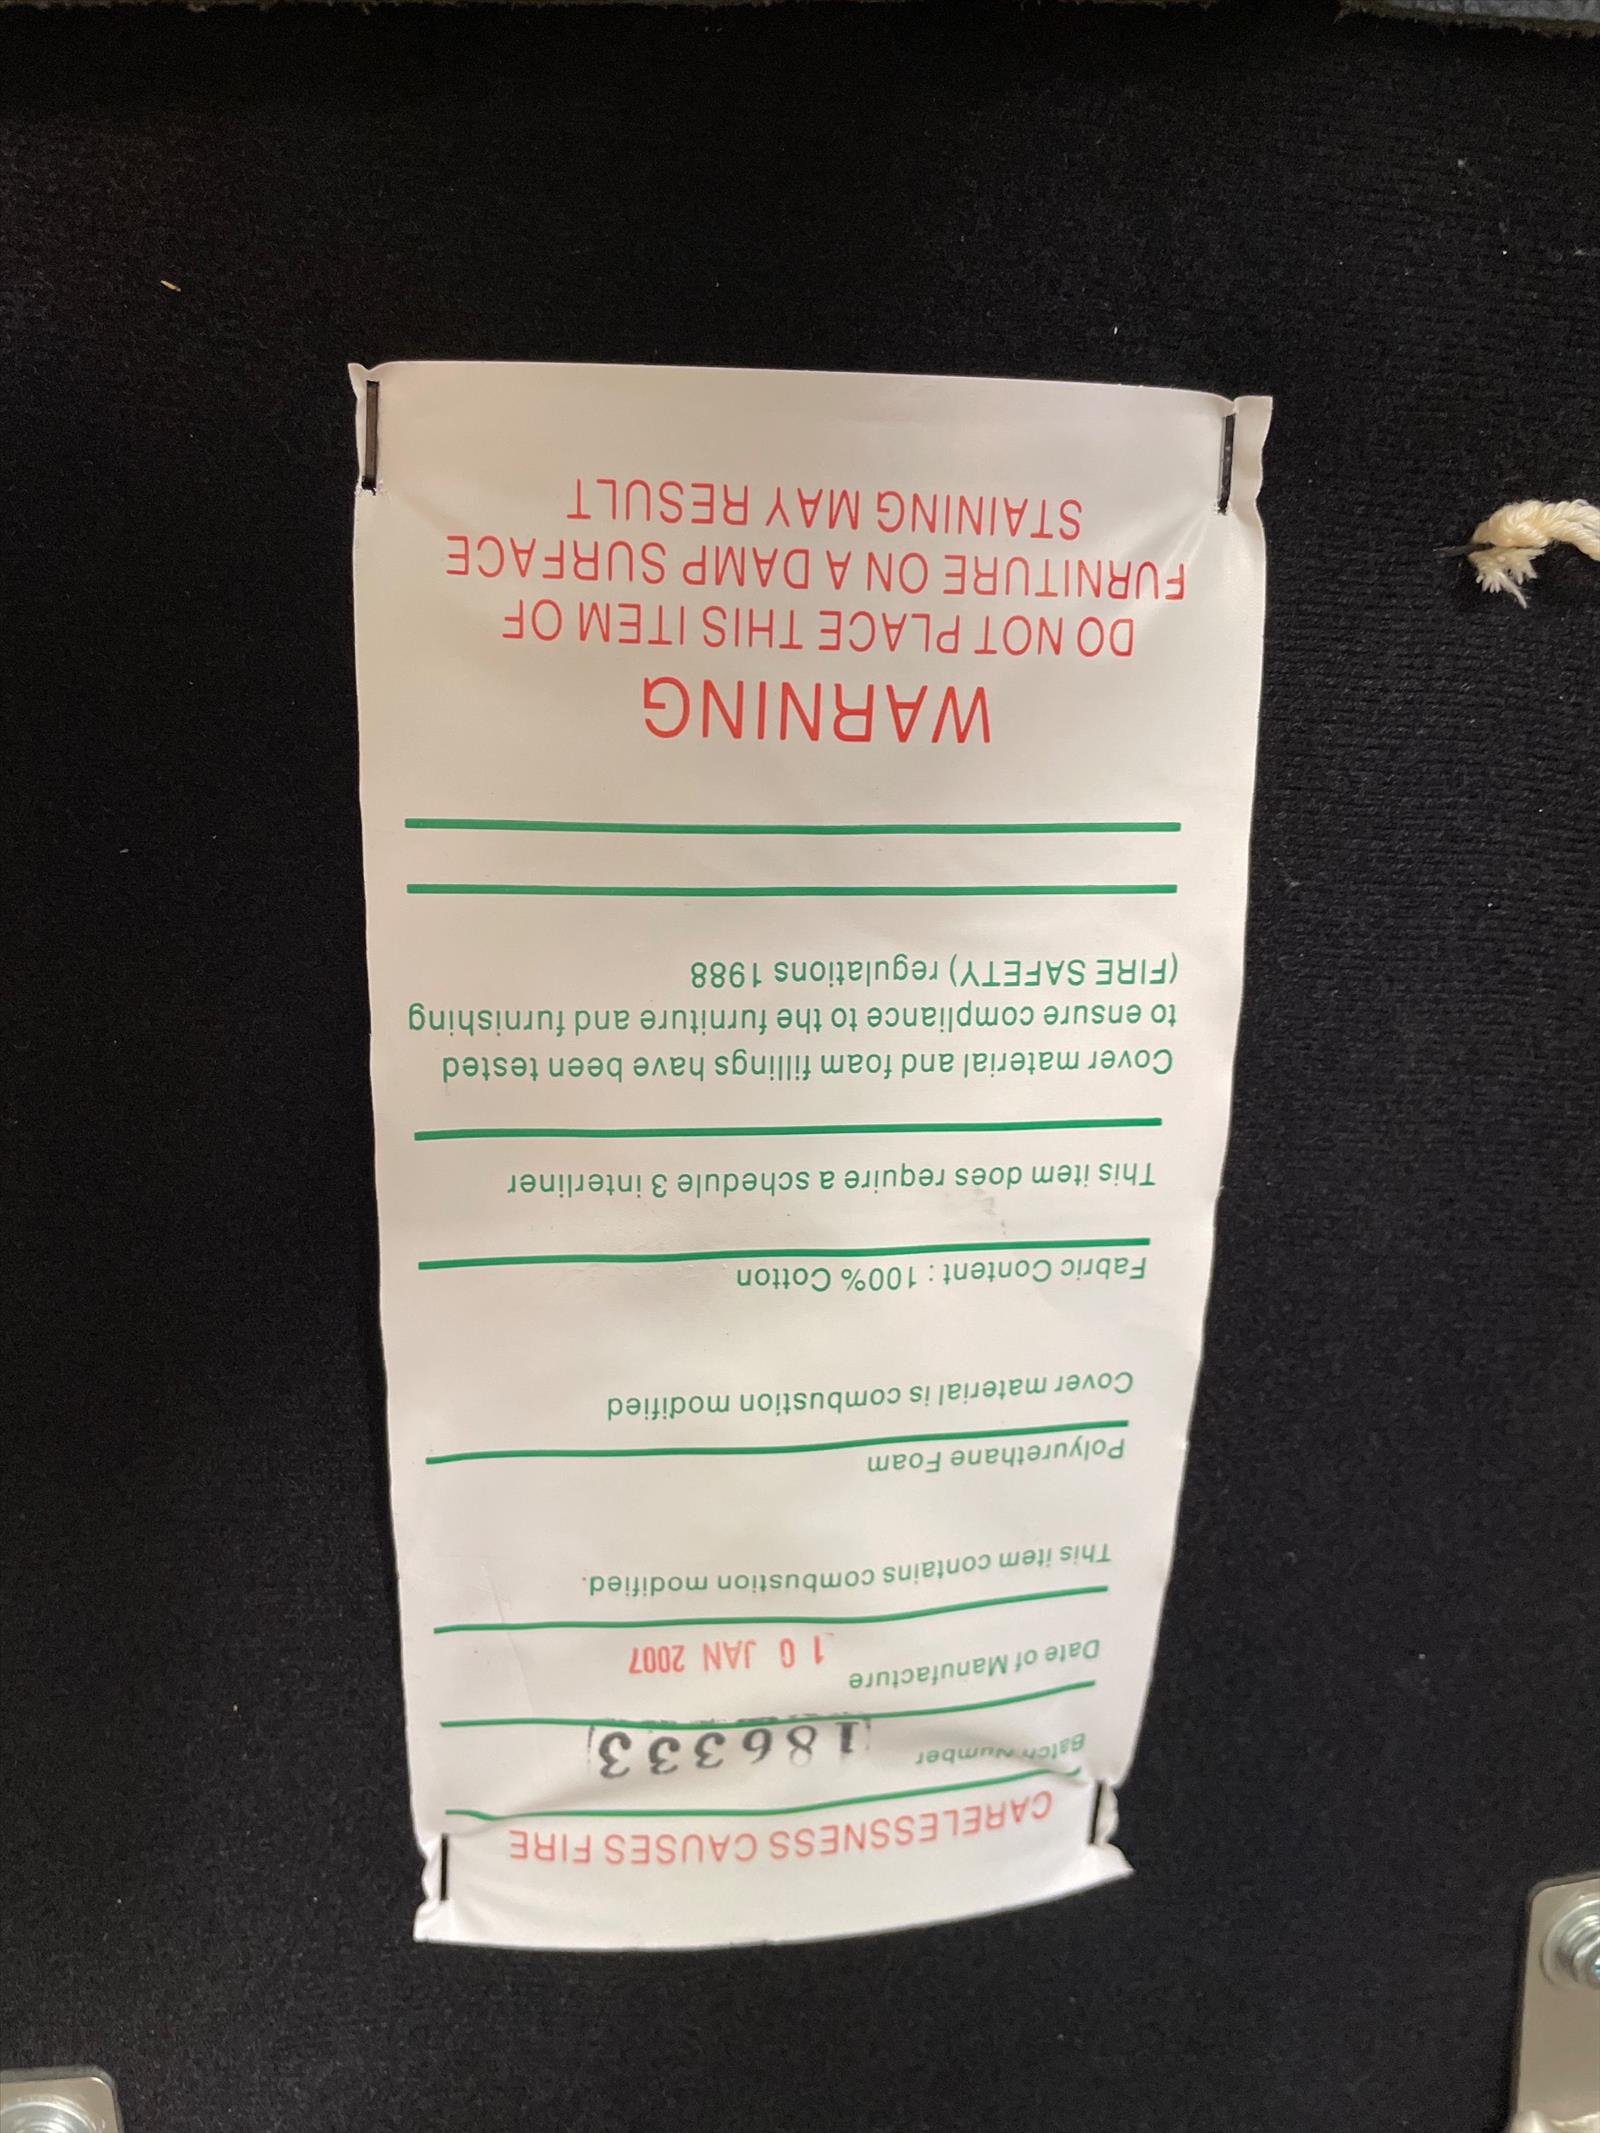 CARELESSNESS CAUSES FIRE
Batch Number 186333
Date of Manufacture 10 JAN 2007
This item contains combustion modified.
Polyurethane Foam
Cover material is combustion modified
Fabric Content : 100% Cotton
This item does require a schedule 3 interliner
Cover material and foam fillings have been tested
to ensure compliance to the furniture and furnishing
(FIRE SAFETY) regulations 1988
WARNING
DO NOT PLACE THIS ITEM OF
FURNITURE ON A DAMP SURFACE
STAINING MAY RESULT